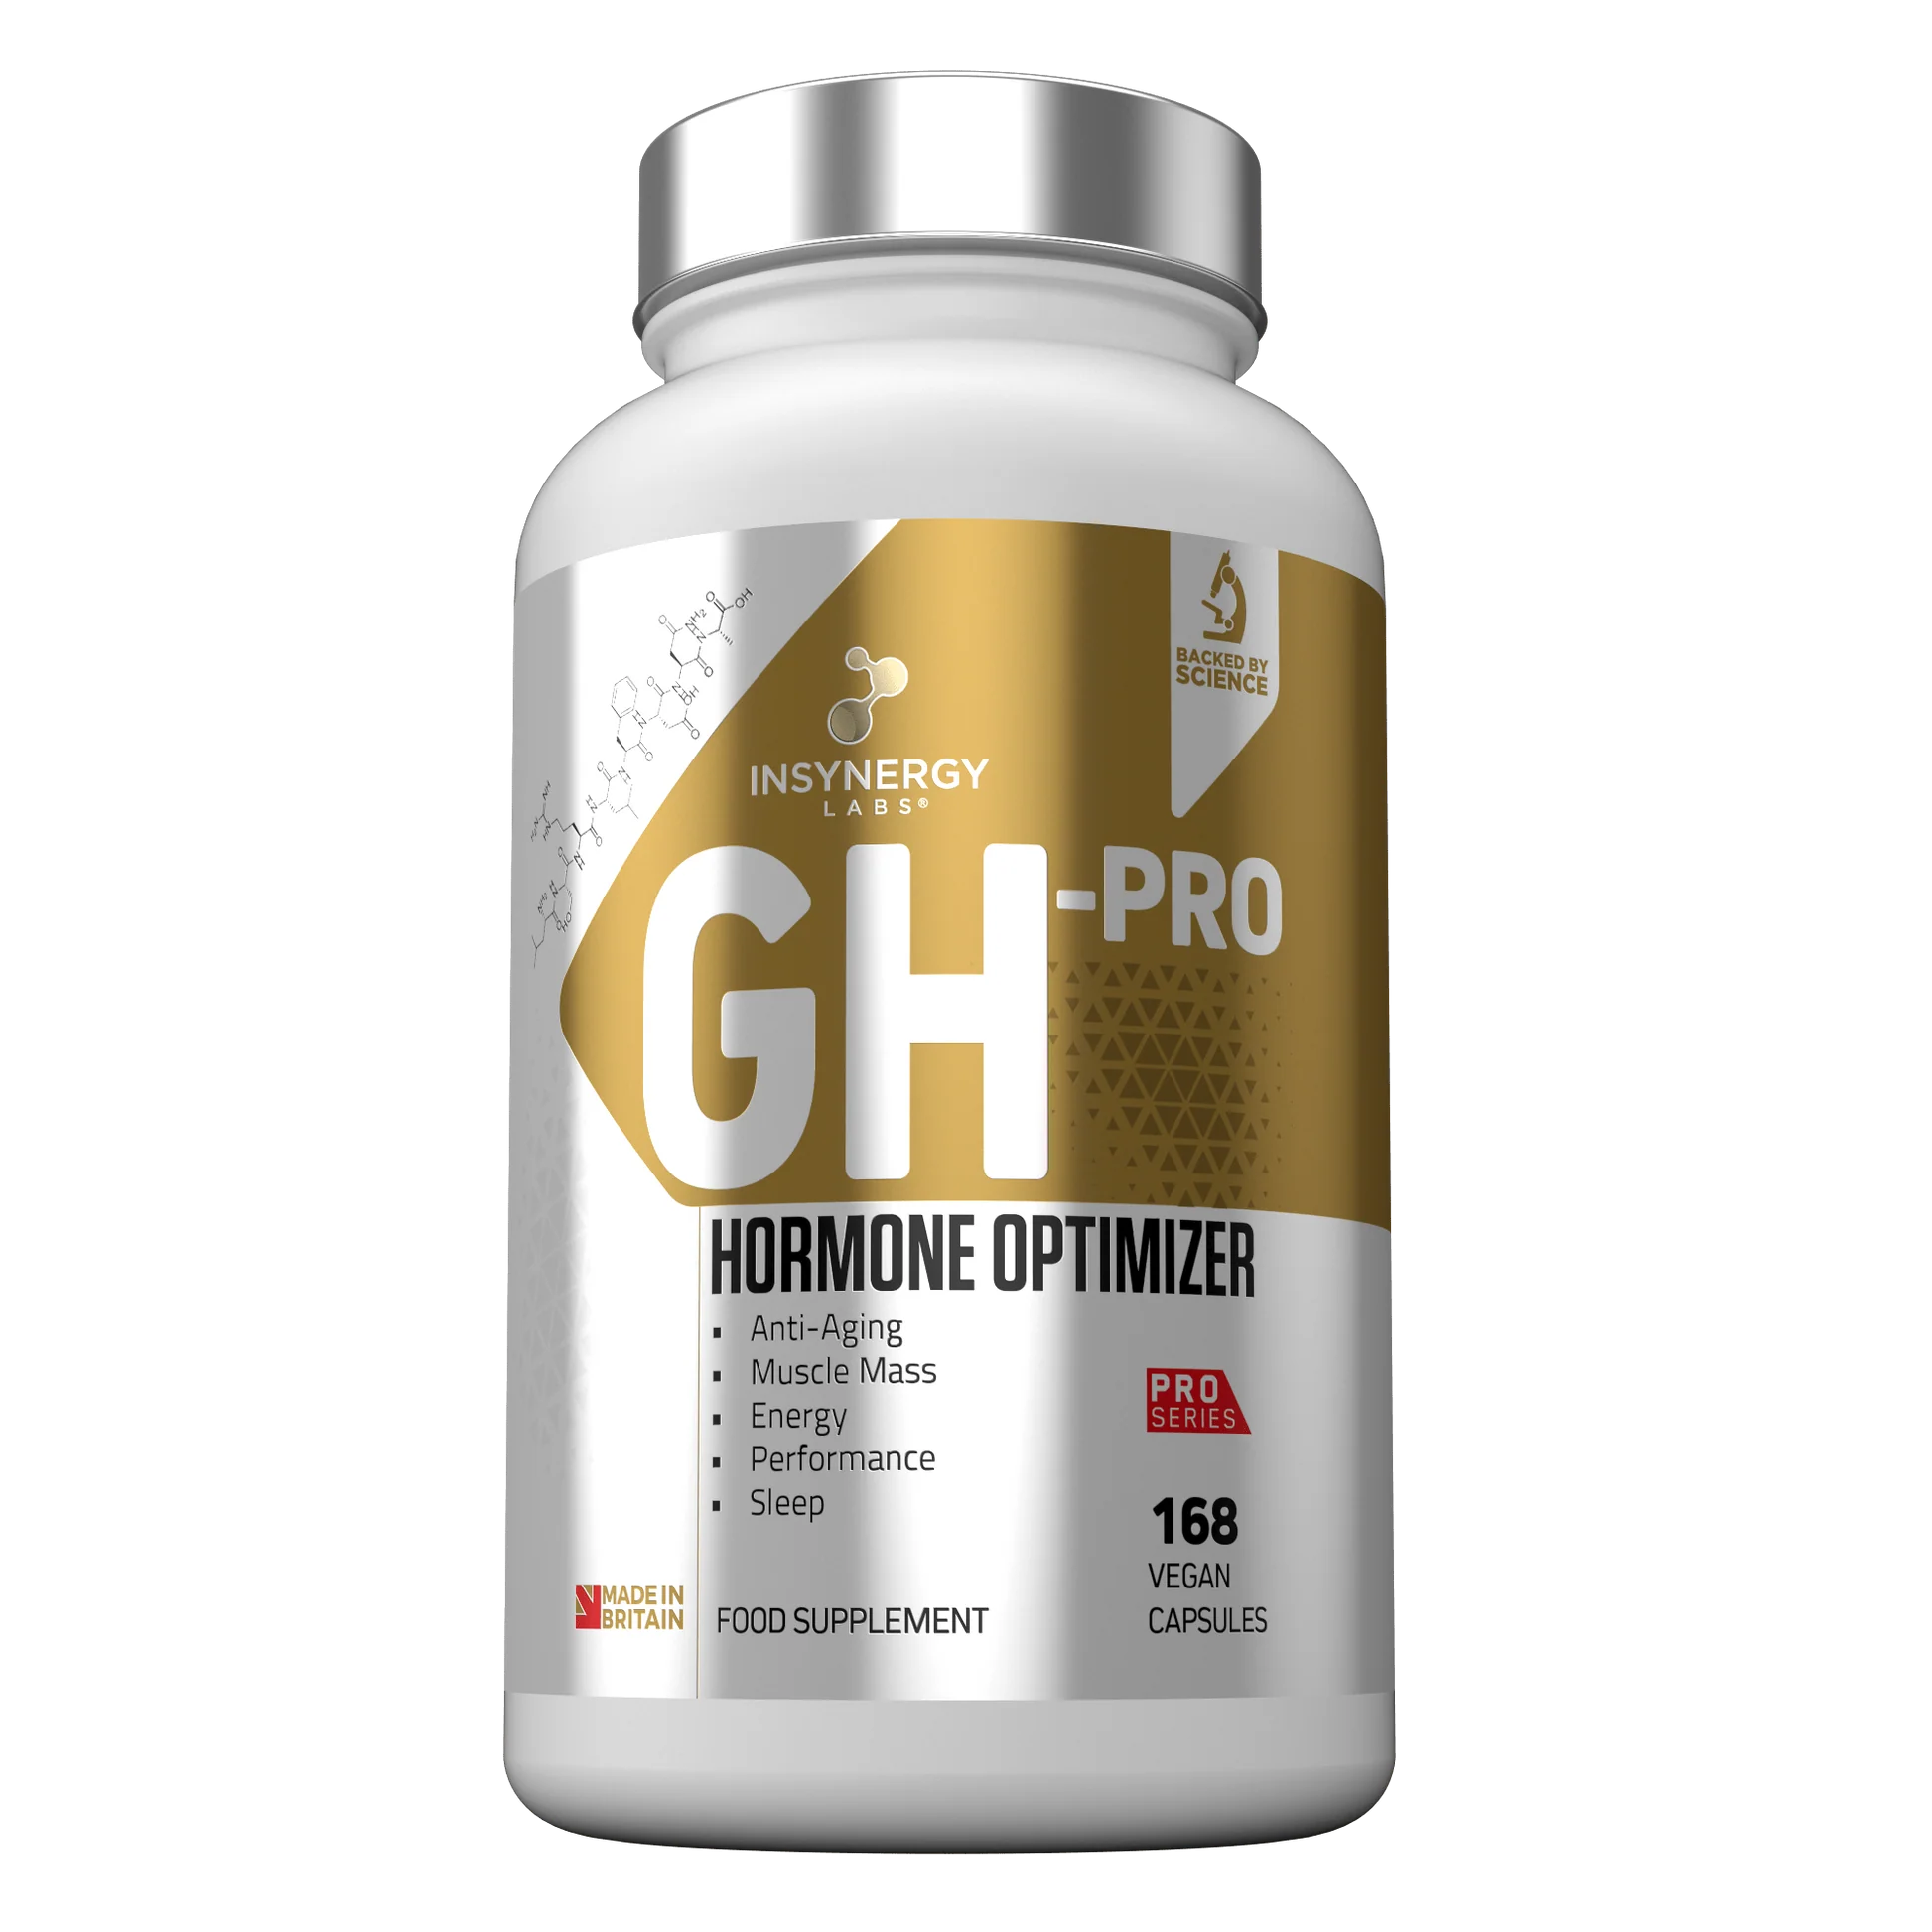 BACKED BY
SCIENCE
INSYNERGY
LABS®
GH-PRO
HORMONE OPTIMIZER
▪ Anti-Aging
▪ Muscle Mass
▪ Energy
▪ Performance
▪ Sleep
PRO
SERIES
168
VEGAN
CAPSULES
MADE IN
BRITAIN
FOOD SUPPLEMENT